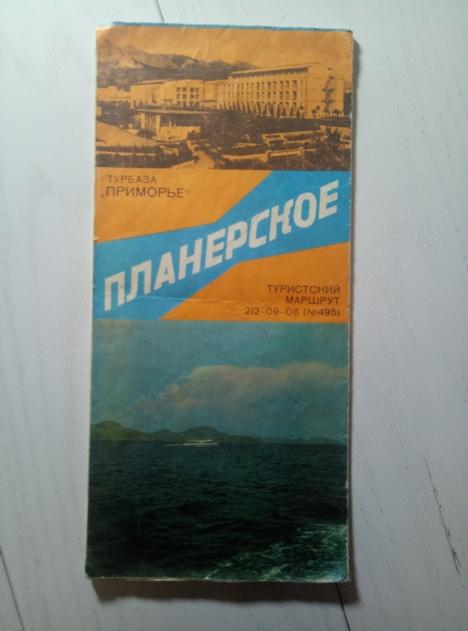 ТУРБАЗА
„ПРИМОРЬЕ"
ПЛАНЕРСКОЕ
ТУРИСТСКИЙ
МАРШРУТ
212-09-08 (№495)